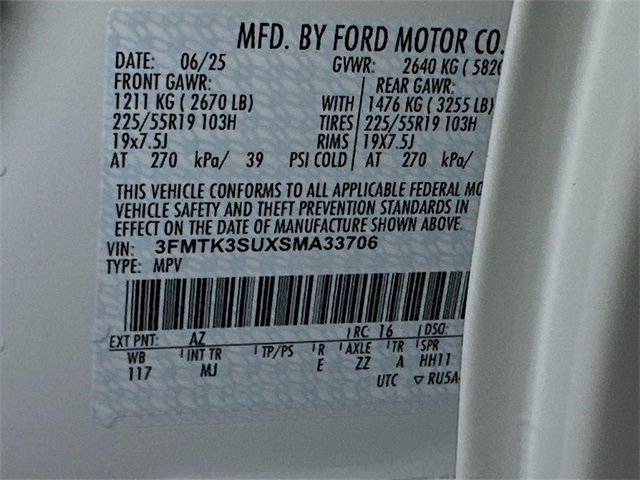 MFD. BY FORD MOTOR CO.
DATE: 06/25 GVWR: 2640 KG ( 5820
FRONT GAWR: REAR GAWR:
1211 KG ( 2670 LB) WITH 1476 KG ( 3255 LB)
225/55R19 103H TIRES 225/55R19 103H
19x7.5J RIMS 19X7.5J
AT 270 kPa/ 39 PSI COLD AT 270 kPa/
THIS VEHICLE CONFORMS TO ALL APPLICABLE FEDERAL MO
VEHICLE SAFETY AND THEFT PREVENTION STANDARDS IN
EFFECT ON THE DATE OF MANUFACTURE SHOWN ABOVE.
VIN: 3FMTK3SUXSMA33706
TYPE: MPV
EXT PNT: AZ RC: 16 DSO:
WB INT TR TP/PS R AXLE TR SPR
117 MJ E ZZ A HH11
UTC ▽ RUSA